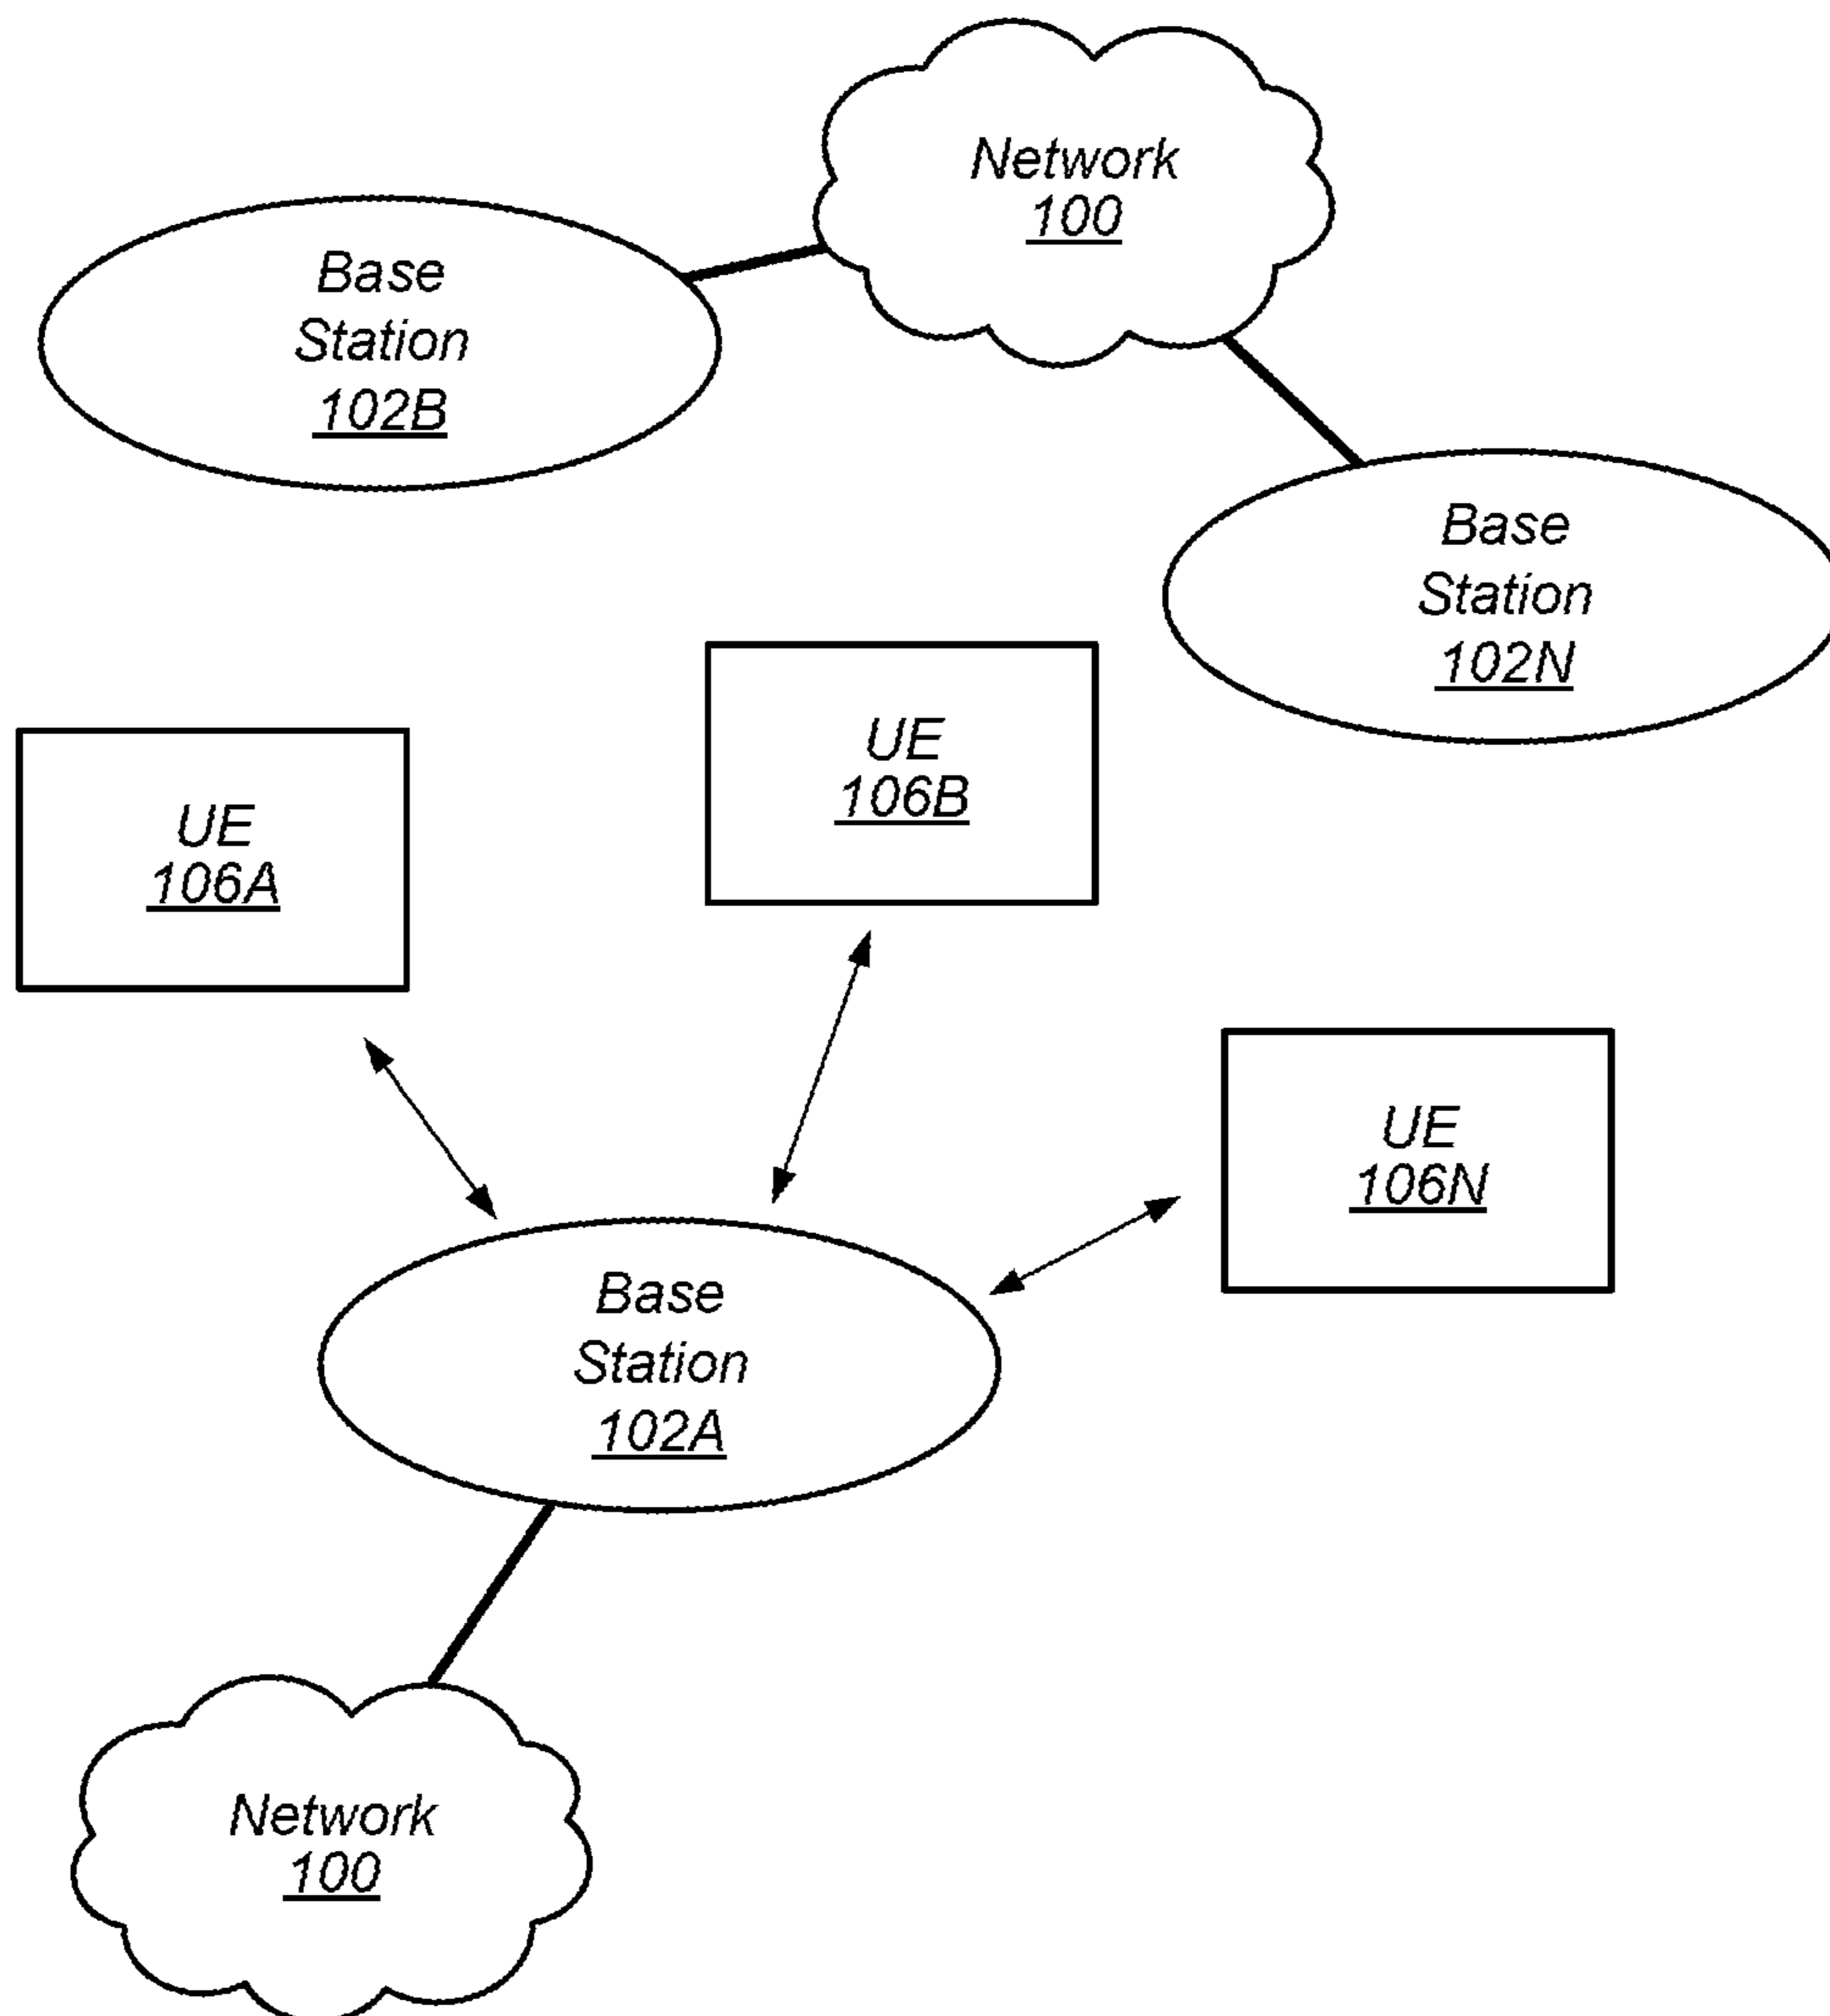 Network
100
Base
Station
102B
Base
Station
102N
UE
106B
UE
106A
UE
106N
Base
Station
102A
Network
100